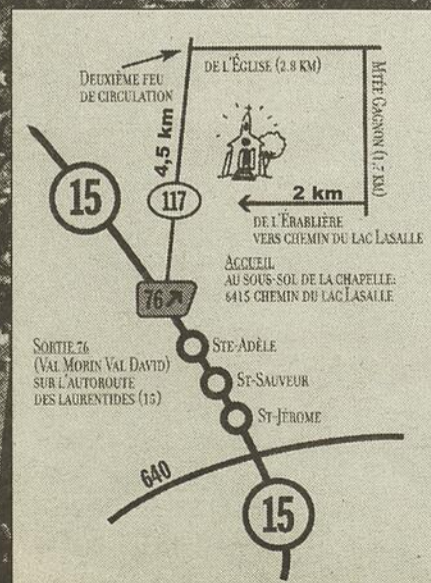 DE L'ÉGLISE (2.8 KM)
DEUXIÈME FEU
DE CIRCULATION
MTÉE GAGNON (1.7 KM)
4,5 km
15
117
2 km
DE L'ÉRABLIÈRE
VERS CHEMIN DU LAC LASALLE
76
ACCUEIL
AU SOUS-SOL DE LA CHAPELLE:
6415 CHEMIN DU LAC LASALLE
SORTIE 76
(VAL MORIN VAL DAVID)
SUR L'AUTOROUTE
DES LAURENTIDES (15)
STE-ADÈLE
ST-SAUVEUR
ST-JÉROME
640
15